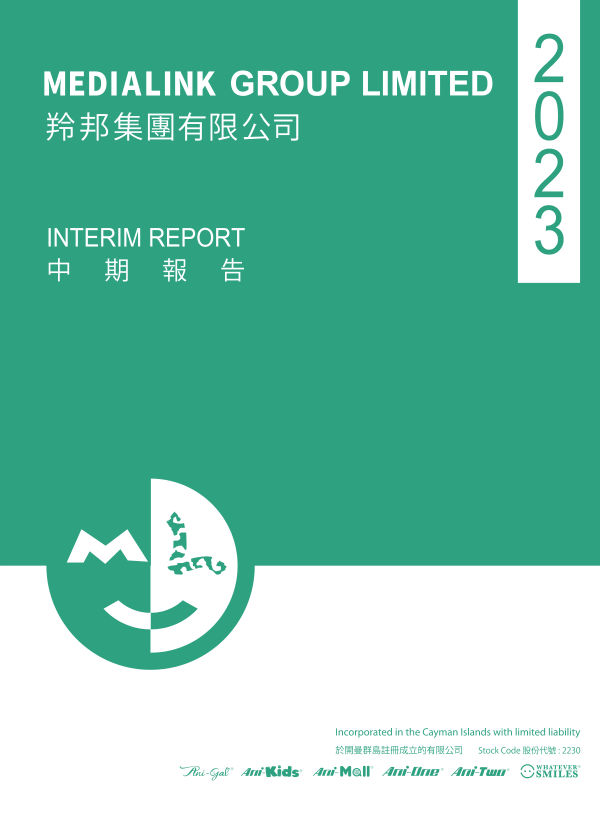 MEDIALINK GROUP LIMITED
羚邦集團有限公司
2023
INTERIM REPORT
中期報告
Incorporated in the Cayman Islands with limited liability
於開曼群島註冊成立的有限公司 Stock Code 股份代號 : 2230
Ani-Gal® Ani-Kids® Ani-Mall® Ani-One® Ani-Two® WHATEVER® SMILES